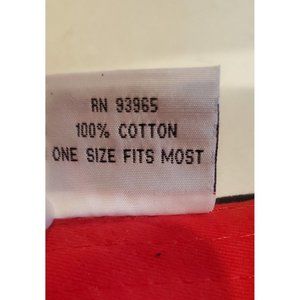 RN 93965
100% COTTON
ONE SIZE FITS MOST